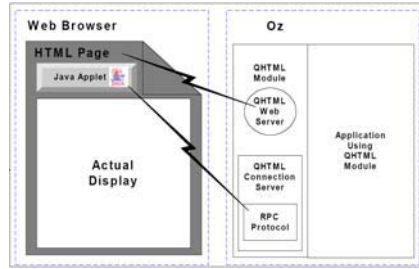 Web Browser
HTML Page
Java Applet
Actual
Display
Oz
QHTML
Module
QHTML
Web
Server
QHTML
Connection
Server
RPC
Protocol
Application
Using
QHTML
Module